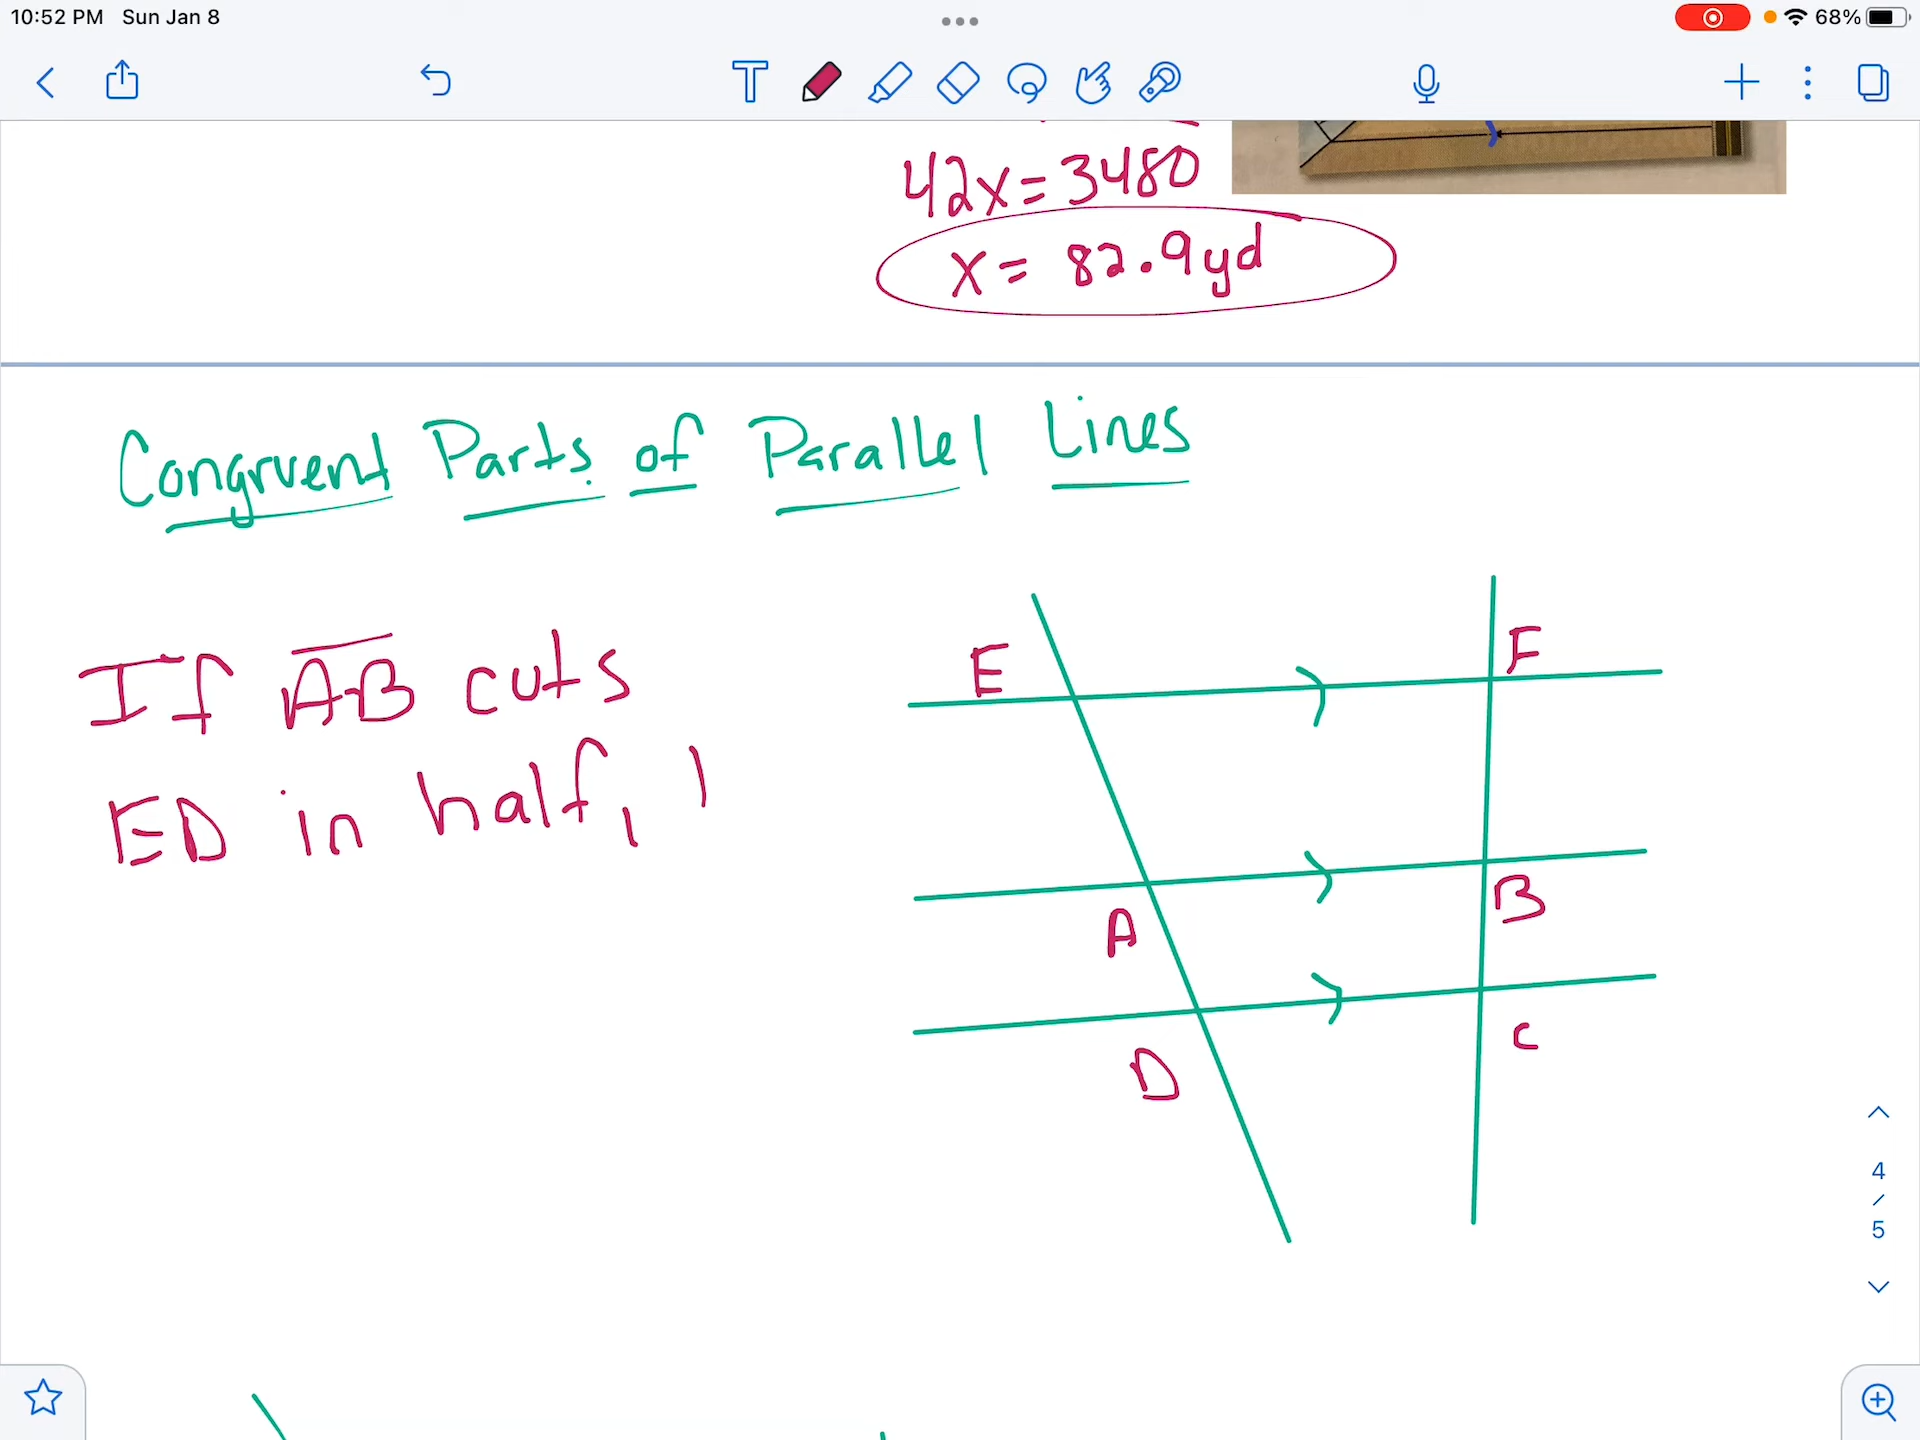 10:52 PM Sun Jan 8
68%
T
42x = 3480
x = 82.9yd
Congruent Parts of Parallel Lines
If AB cuts
ED in half,
E
F
A
B
D
C
4
/
5